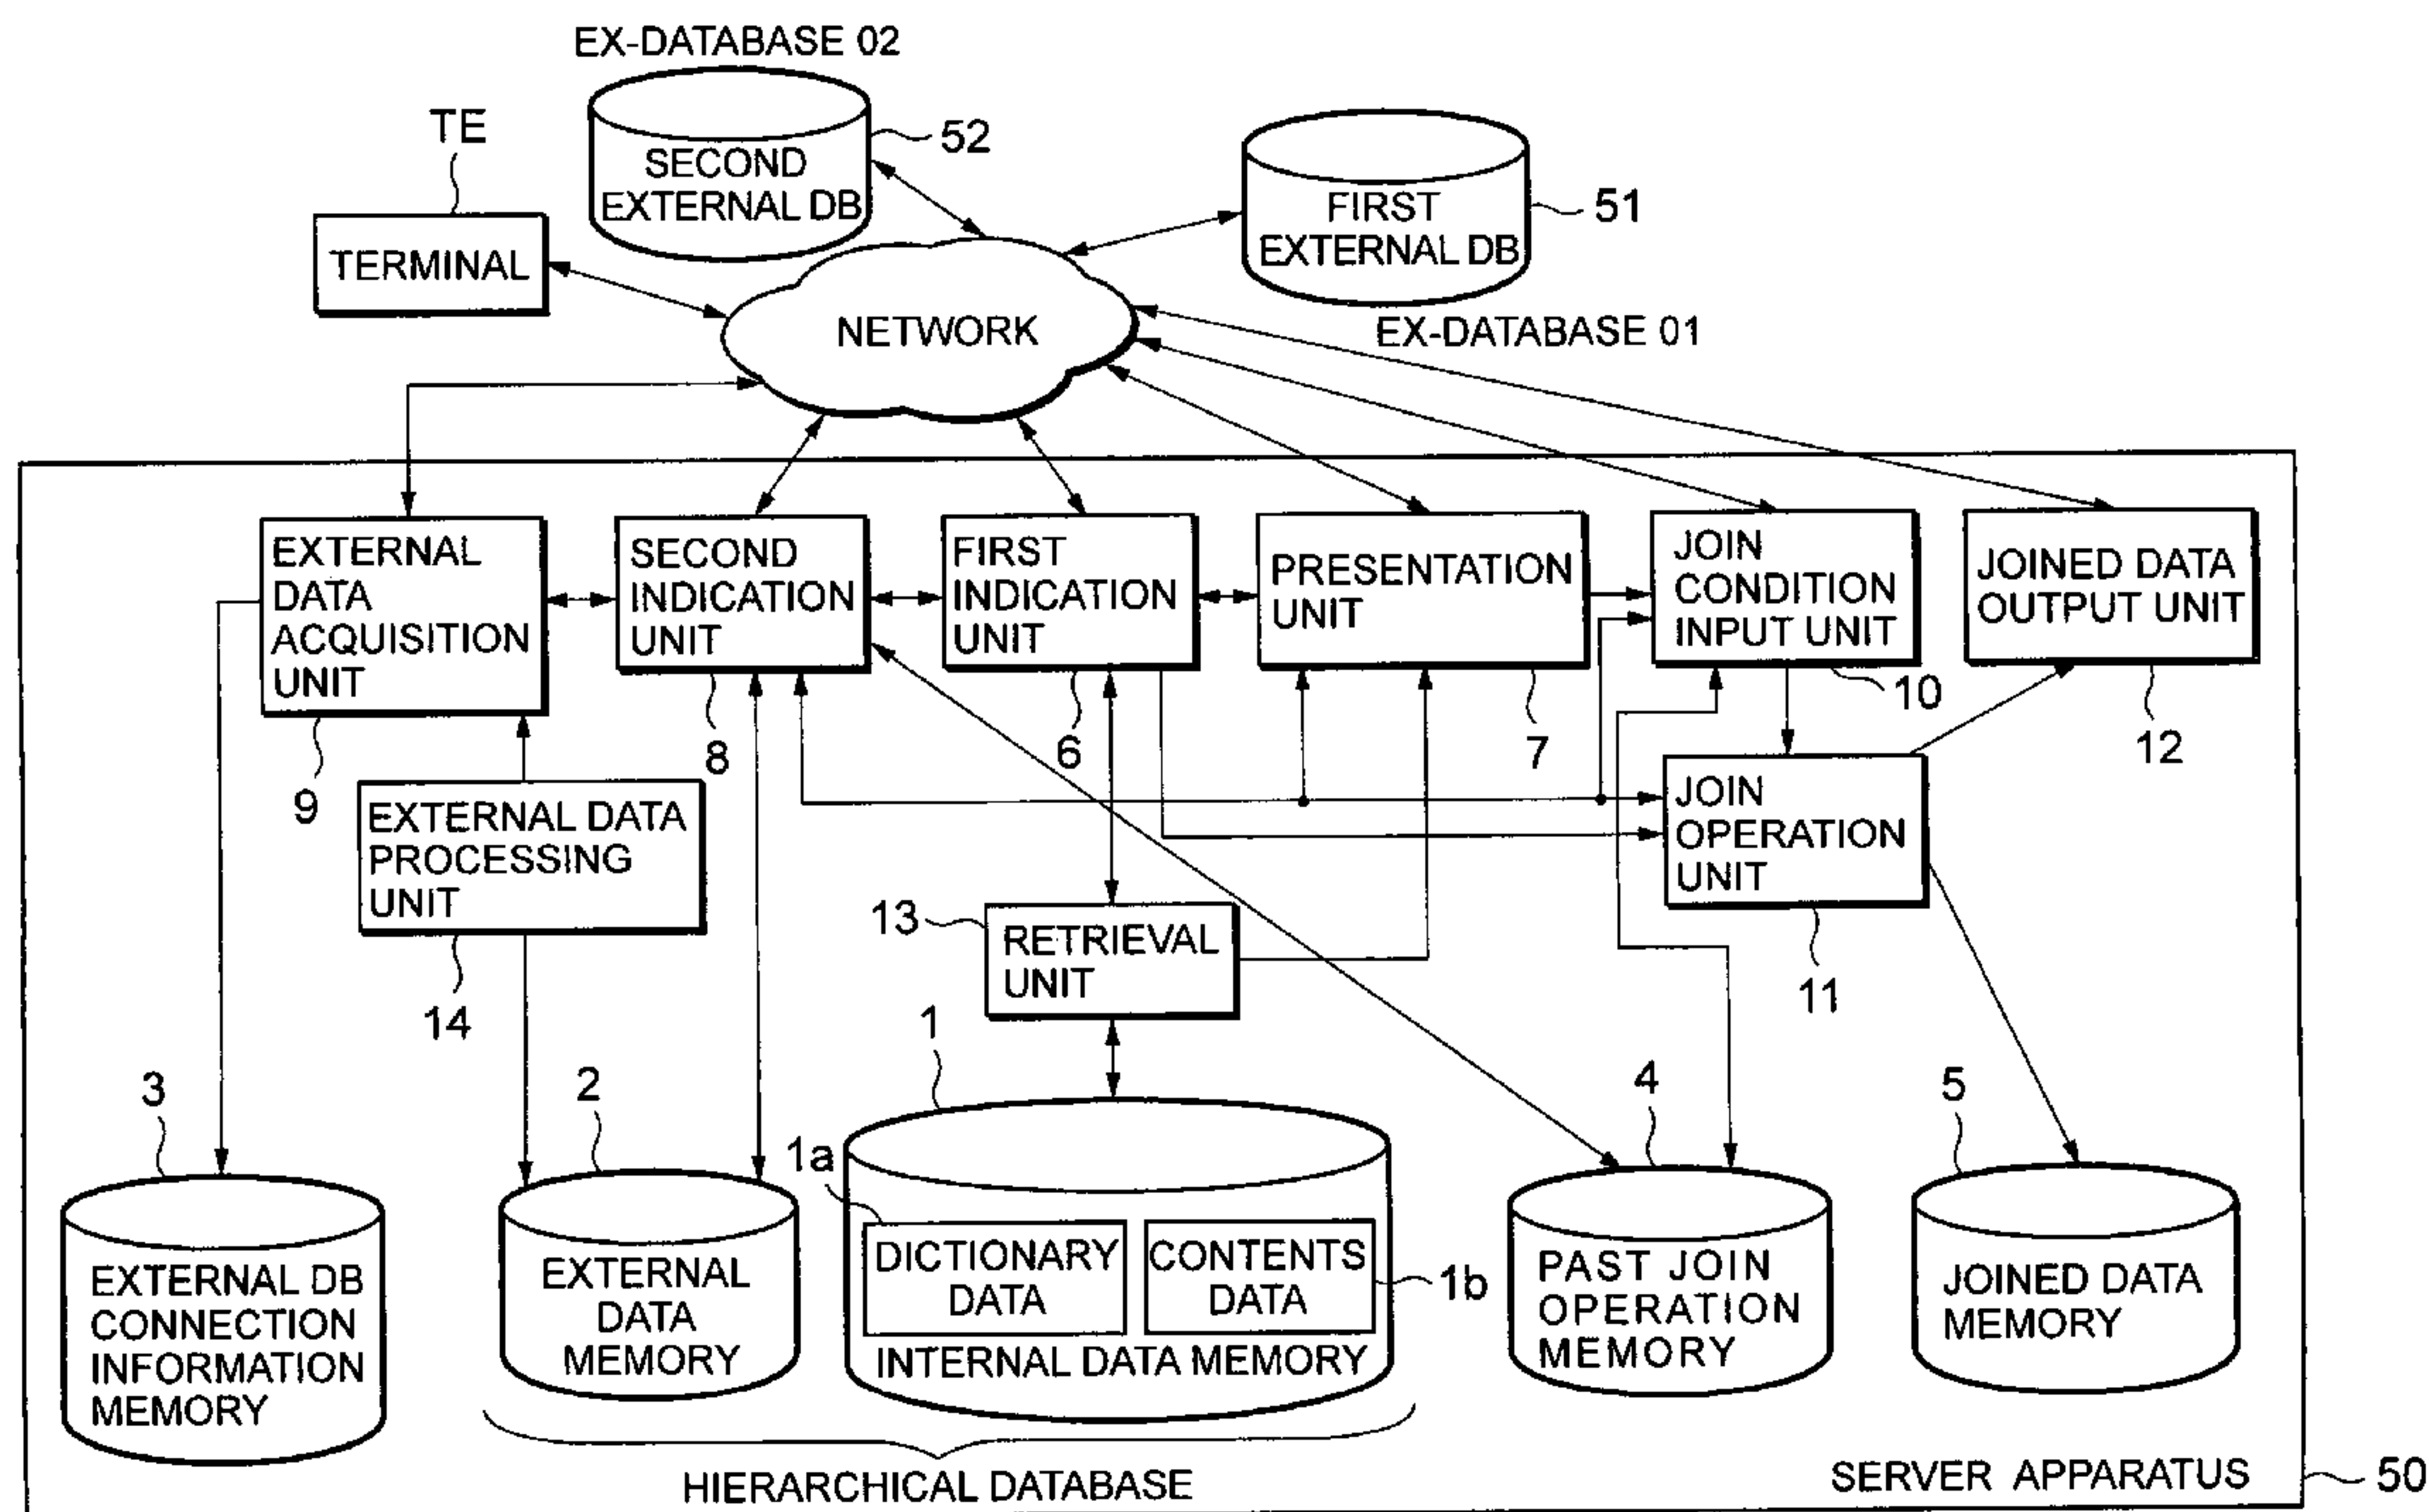 EX-DATABASE 02
TE
52
SECOND
EXTERNAL DB
FIRST
EXTERNAL DB
51
TERMINAL
NETWORK
EX-DATABASE 01
EXTERNAL
DATA
ACQUISITION
UNIT
SECOND
INDICATION
UNIT
FIRST
INDICATION
UNIT
PRESENTATION
UNIT
JOIN
CONDITION
INPUT UNIT
JOINED DATA
OUTPUT UNIT
9
8
6
7
10
12
EXTERNAL DATA
PROCESSING
UNIT
JOIN
OPERATION
UNIT
14
13
RETRIEVAL
UNIT
11
3
2
1
4
5
1a
EXTERNAL DB
CONNECTION
INFORMATION
MEMORY
EXTERNAL
DATA
MEMORY
DICTIONARY
DATA
CONTENTS
DATA
1b
INTERNAL DATA MEMORY
PAST JOIN
OPERATION
MEMORY
JOINED DATA
MEMORY
HIERARCHICAL DATABASE
SERVER APPARATUS
50